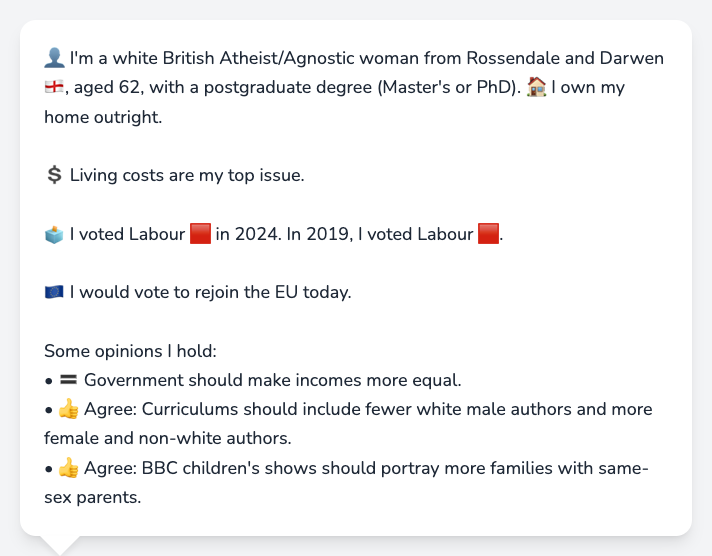 👤 I'm a white British Atheist/Agnostic woman from Rossendale and Darwen
🏴󠁧󠁢󠁥󠁮󠁧󠁿, aged 62, with a postgraduate degree (Master's or PhD). 🏠 I own my
home outright.
💲 Living costs are my top issue.
🗳️ I voted Labour 🟥 in 2024. In 2019, I voted Labour 🟥.
🇪🇺 I would vote to rejoin the EU today.
Some opinions I hold:
• 🟰 Government should make incomes more equal.
• 👍 Agree: Curriculums should include fewer white male authors and more
female and non-white authors.
• 👍 Agree: BBC children's shows should portray more families with same-
sex parents.